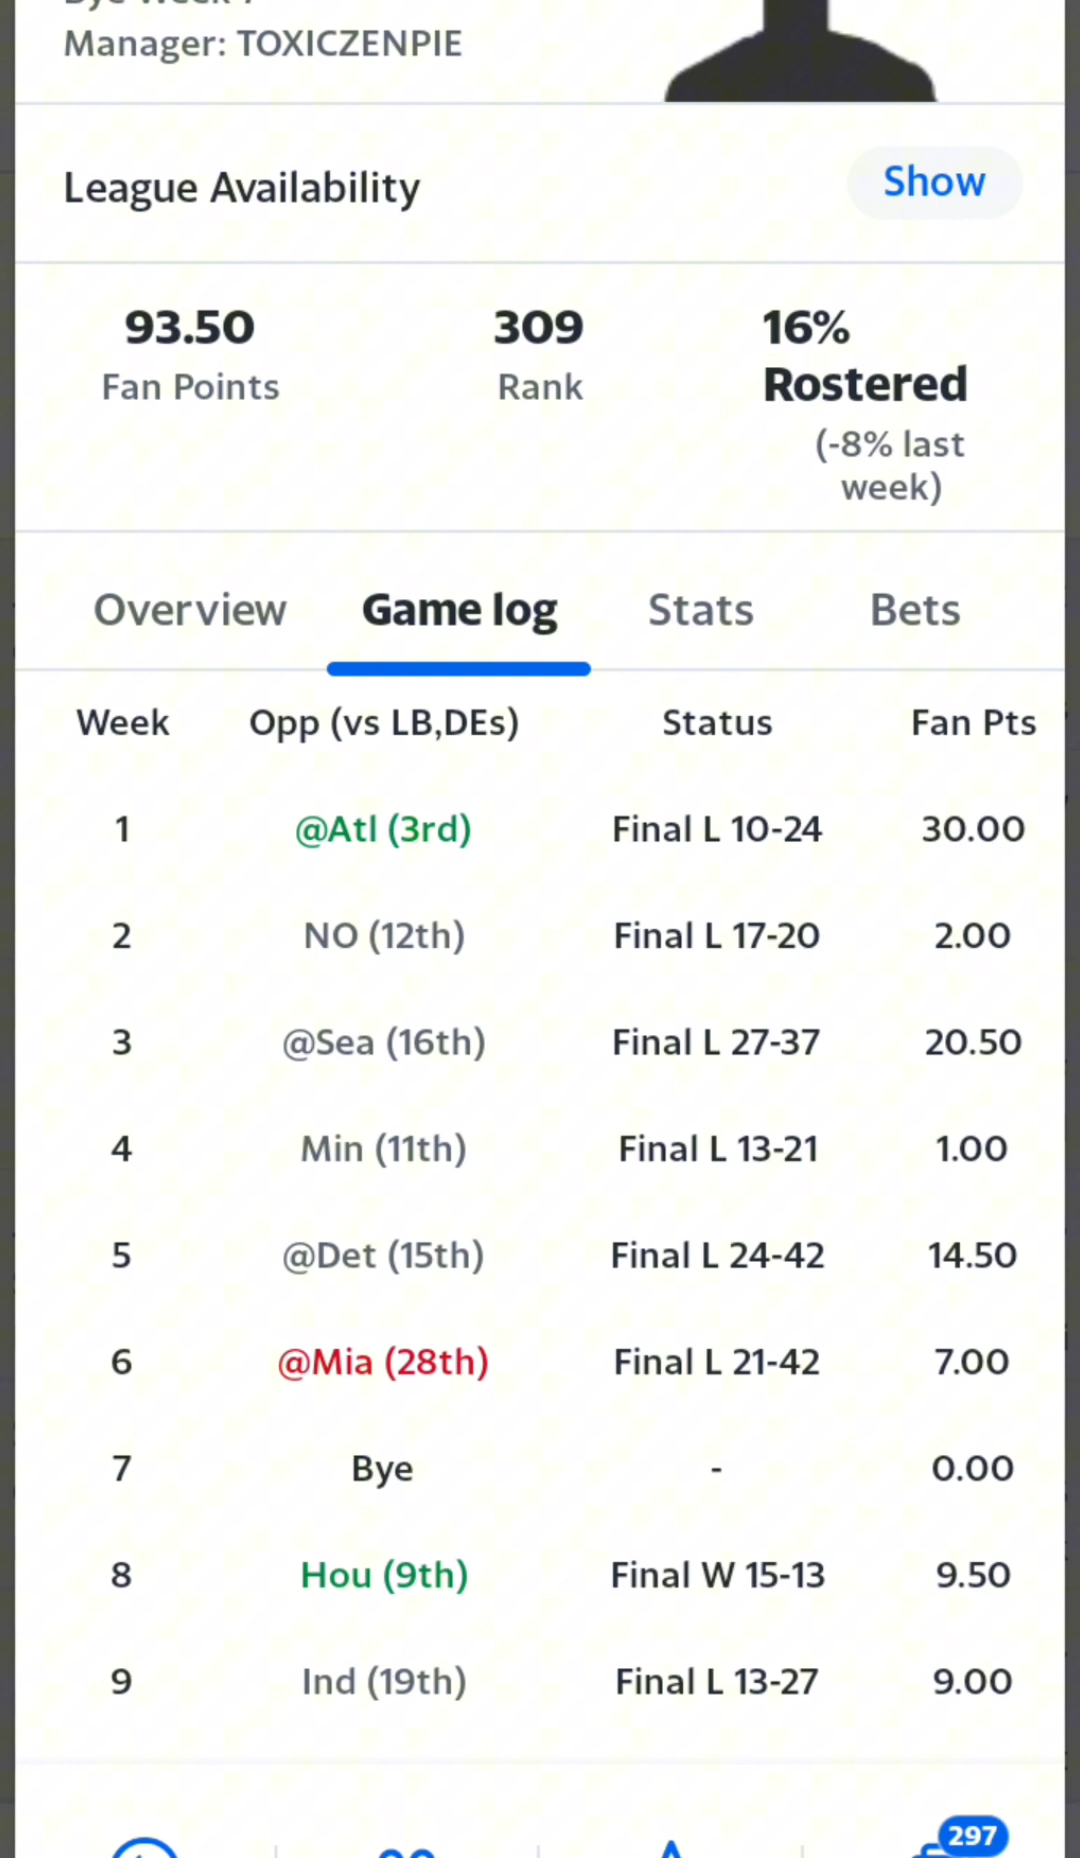 Bye Week 7
Manager: TOXICZENPIE
League Availability
Show
93.50
Fan Points
309
Rank
16%
Rostered
(-8% last
week)
Overview Game log Stats Bets
Week Opp (vs LB,DEs) Status Fan Pts
1 @Atl (3rd) Final L 10-24 30.00
2 NO (12th) Final L 17-20 2.00
3 @Sea (16th) Final L 27-37 20.50
4 Min (11th) Final L 13-21 1.00
5 @Det (15th) Final L 24-42 14.50
6 @Mia (28th) Final L 21-42 7.00
7 Bye - 0.00
8 Hou (9th) Final W 15-13 9.50
9 Ind (19th) Final L 13-27 9.00
297